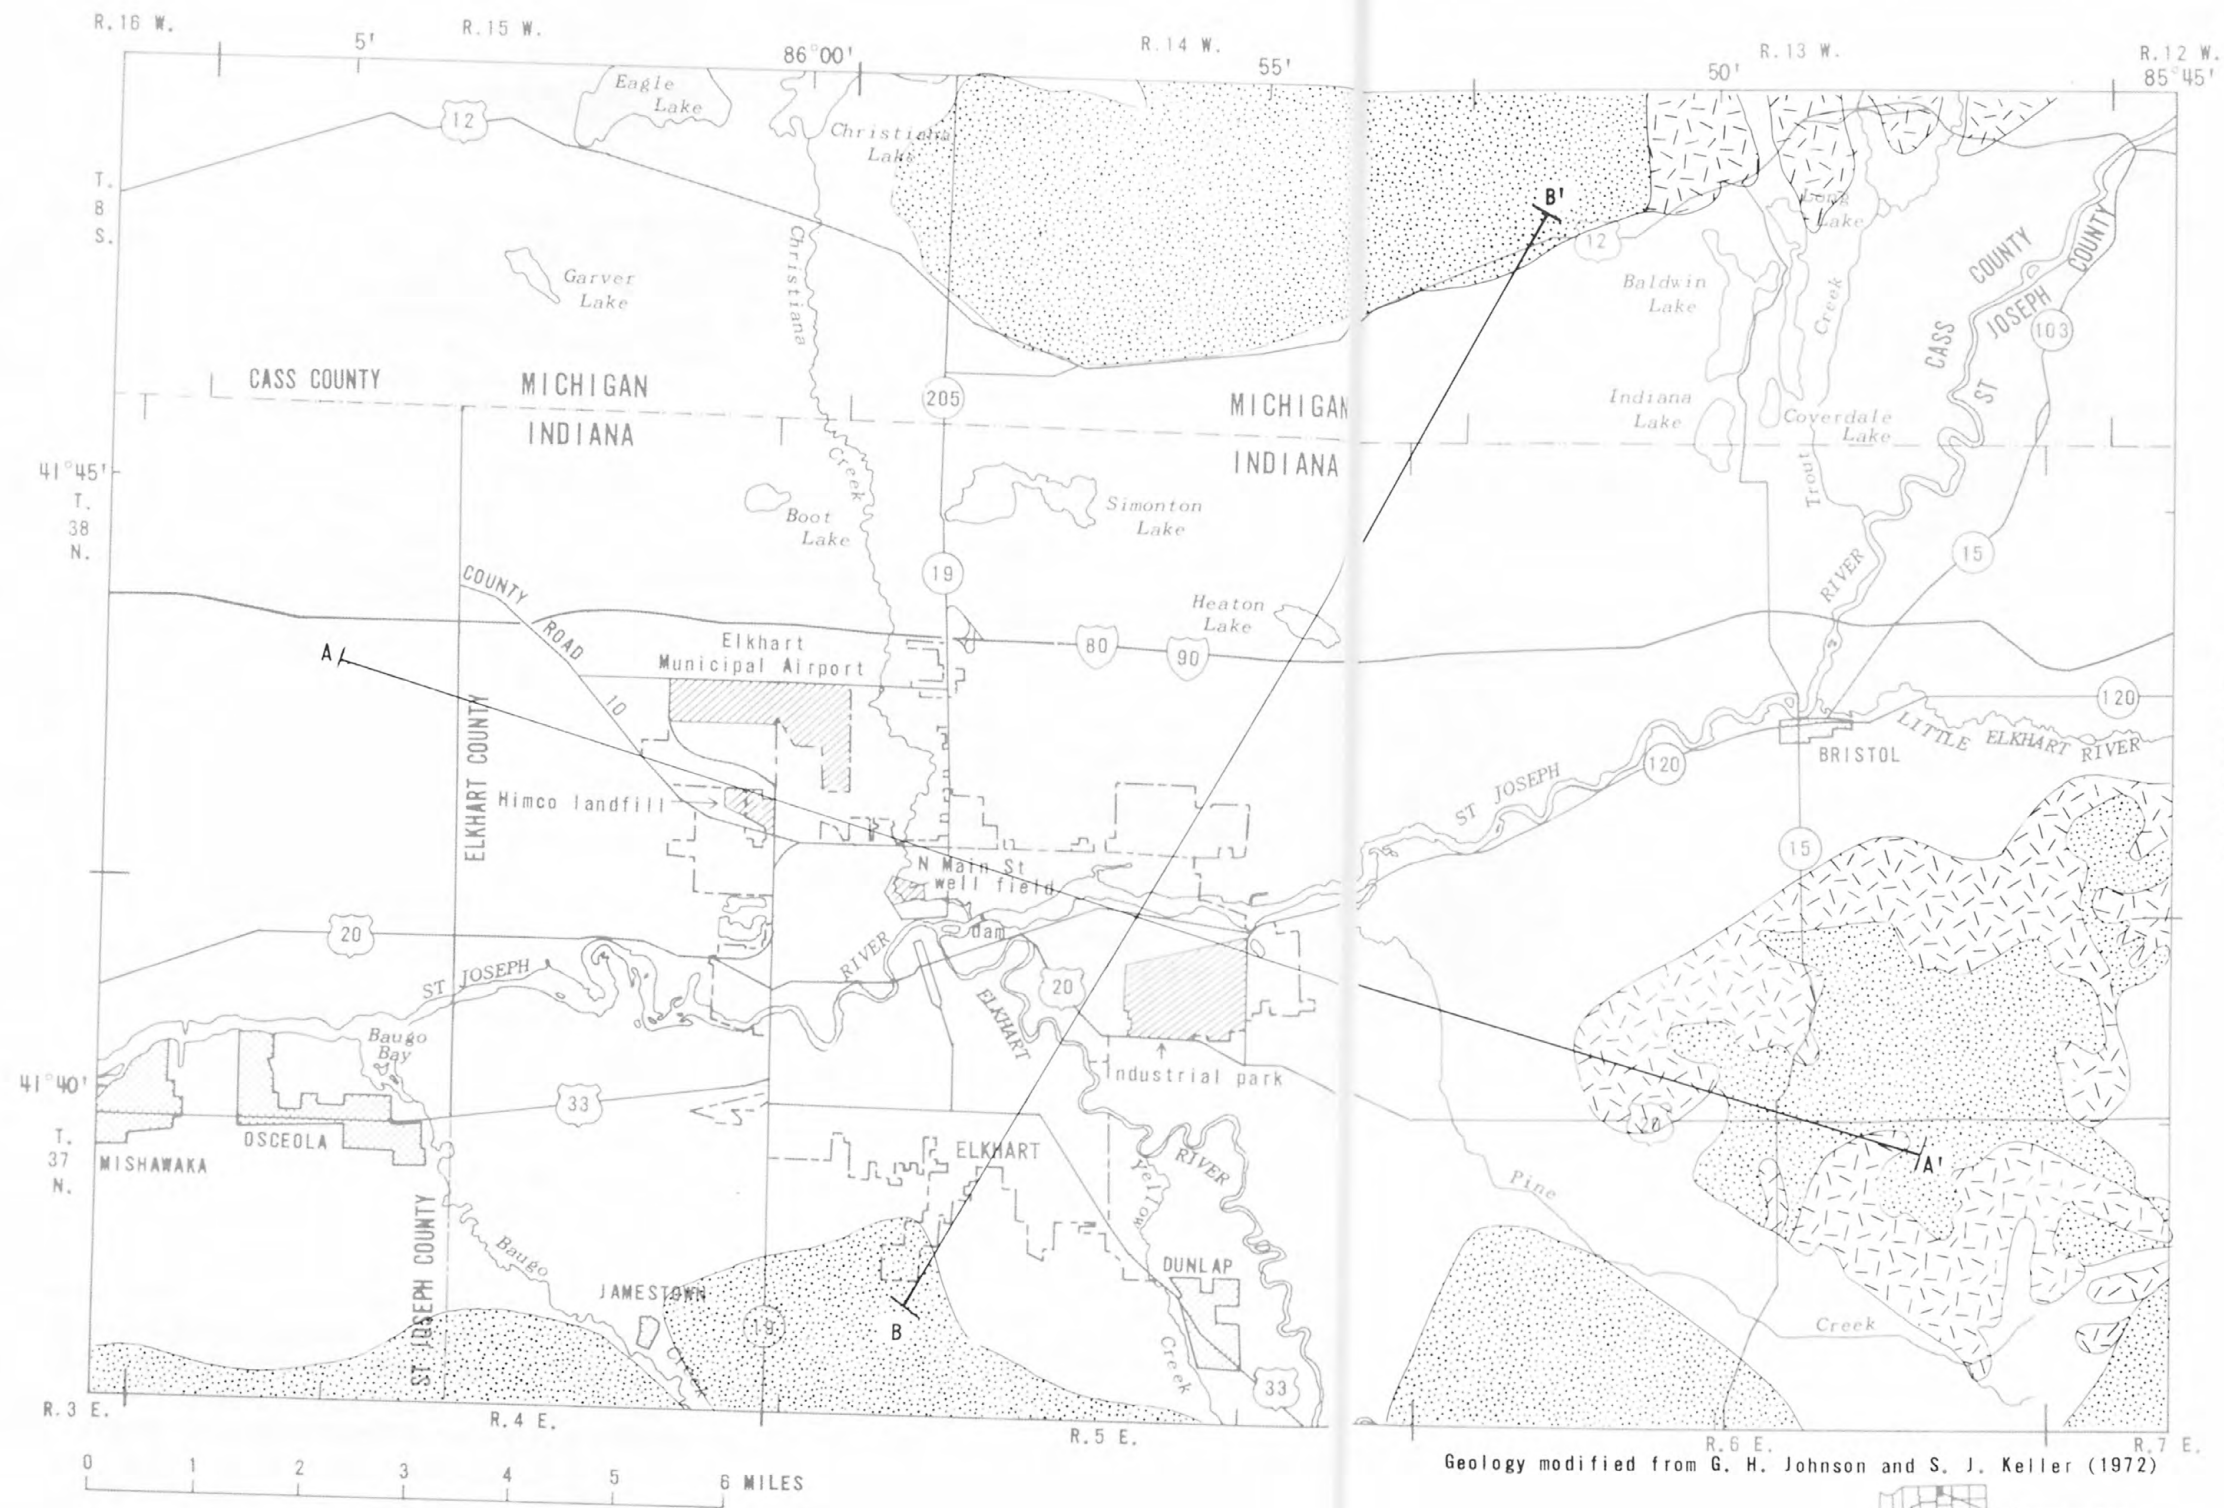 R.16 W.
5'
R.15 W.
86°00'
R.14 W.
55'
R.13 W.
50'
R.12 W.
85°45'
Eagle
Lake
12
Christiana
Lake
T.
8
S.
B'
Long
Lake
12
Christiana
Creek
Garver
Lake
Baldwin
Lake
Creek
CASS COUNTY
ST JOSEPH COUNTY
103
CASS COUNTY
MICHIGAN
205
MICHIGAN
Indiana
Lake
Coverdale
Lake
INDIANA
INDIANA
41°45'
T.
38
N.
Boot
Lake
Simonton
Lake
Trout
15
19
COUNTY
ROAD
10
Heaton
Lake
RIVER
Elkhart
Municipal Airport
80
90
A
120
LITTLE ELKHART RIVER
BRISTOL
ELKHART COUNTY
Himco landfill
ST JOSEPH
120
15
N Main St
well field
20
dam
ST JOSEPH
RIVER
20
ELKHART
Baugo
Bay
41°40'
Industrial park
33
20
OSCEOLA
ELKHART
RIVER
T.
37
N.
MISHAWAKA
A'
Yellow
Creek
Pine
ST JOSEPH COUNTY
Baugo
Creek
JAMESTOWN
DUNLAP
19
B
Creek
33
R.3 E.
R.4 E.
R.5 E.
R.6 E.
R.7 E.
Geology modified from G. H. Johnson and S. J. Keller (1972)
0 1 2 3 4 5 6 MILES